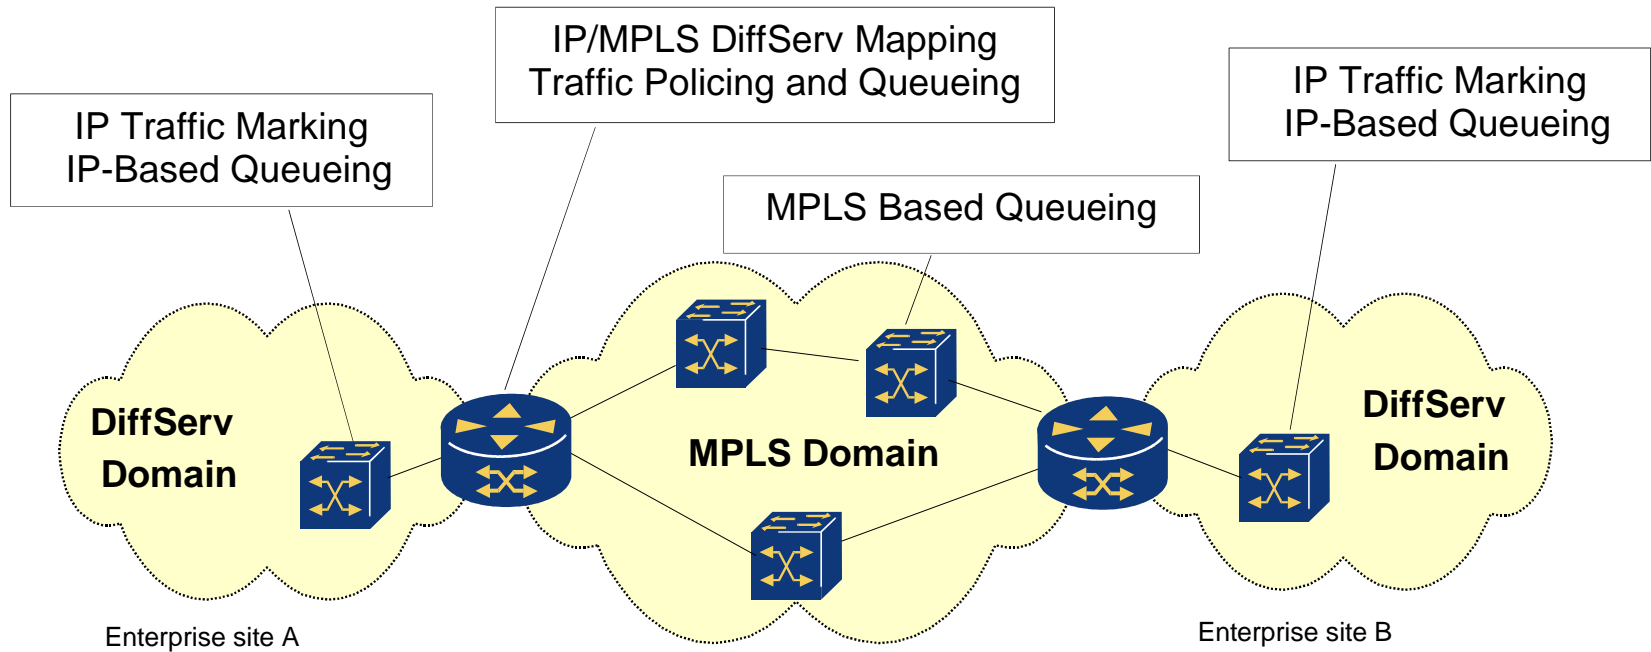 IP/MPLS DiffServ Mapping
Traffic Policing and Queueing
IP Traffic Marking
IP-Based Queueing
IP Traffic Marking
IP-Based Queueing
MPLS Based Queueing
DiffServ
Domain
MPLS Domain
DiffServ
Domain
Enterprise site A
Enterprise site B